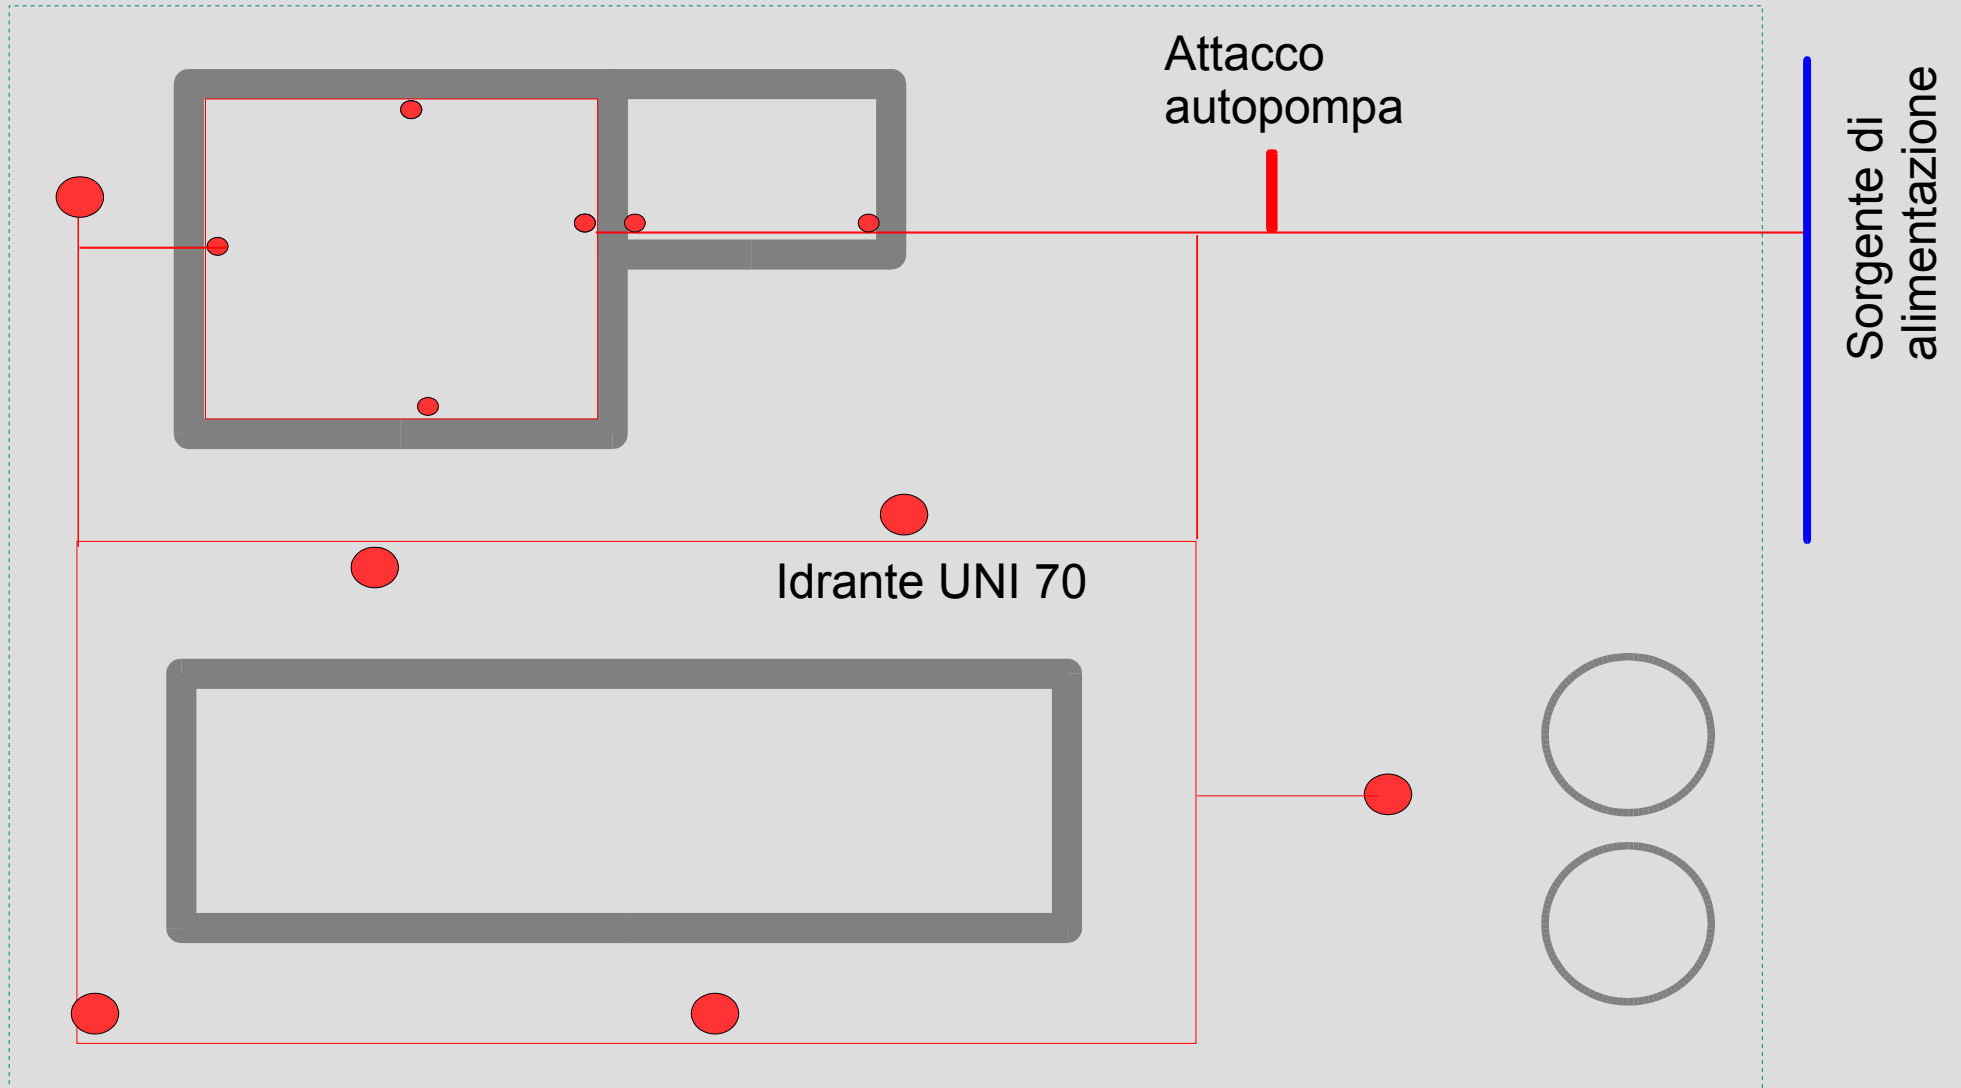 Attacco
autopompa
Sorgente di
alimentazione
Idrante UNI 70